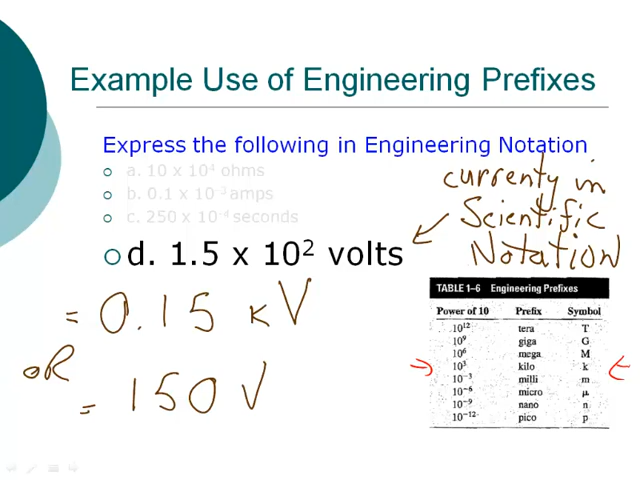 Example Use of Engineering Prefixes
Express the following in Engineering Notation
a. 10 x 10⁴ ohms
b. 0.1 x 10⁻³ amps
c. 250 x 10⁻⁴ seconds
d. 1.5 x 10² volts
currenty in
Scientific
Notation
= 0.15 kV
OR
= 150 V
TABLE 1–6 Engineering Prefixes
Power of 10 Prefix Symbol
10¹² tera T
10⁹ giga G
10⁶ mega M
10³ kilo k
10⁻³ milli m
10⁻⁶ micro μ
10⁻⁹ nano n
10⁻¹² pico p